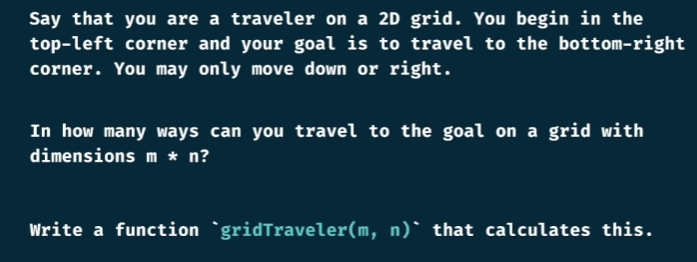 Say that you are a traveler on a 2D grid. You begin in the
top-left corner and your goal is to travel to the bottom-right
corner. You may only move down or right.
In how many ways can you travel to the goal on a grid with
dimensions m * n?
Write a function `gridTraveler(m, n)` that calculates this.